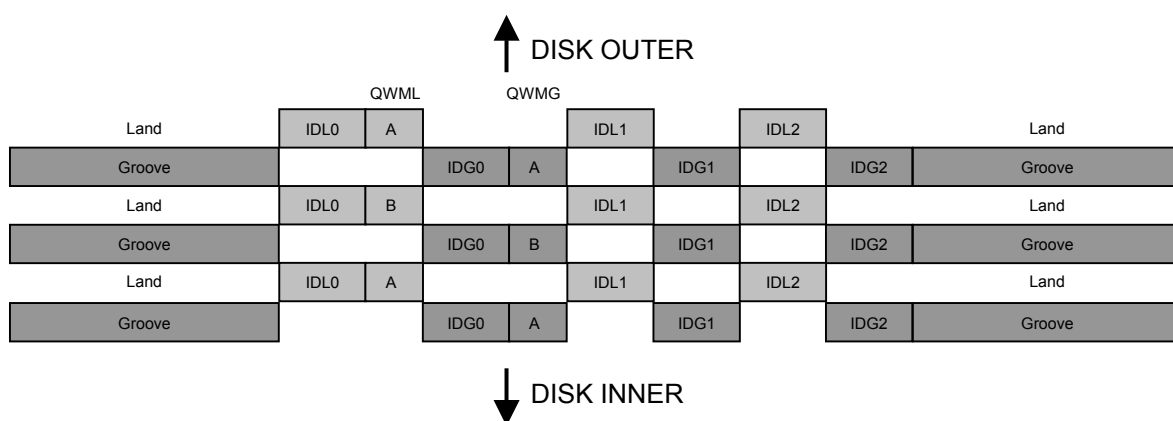 DISK OUTER
QWML QWMG
Land IDL0 A IDL1 IDL2 Land
Groove IDG0 A IDG1 IDG2 Groove
Land IDL0 B IDL1 IDL2 Land
Groove IDG0 B IDG1 IDG2 Groove
Land IDL0 A IDL1 IDL2 Land
Groove IDG0 A IDG1 IDG2 Groove
DISK INNER